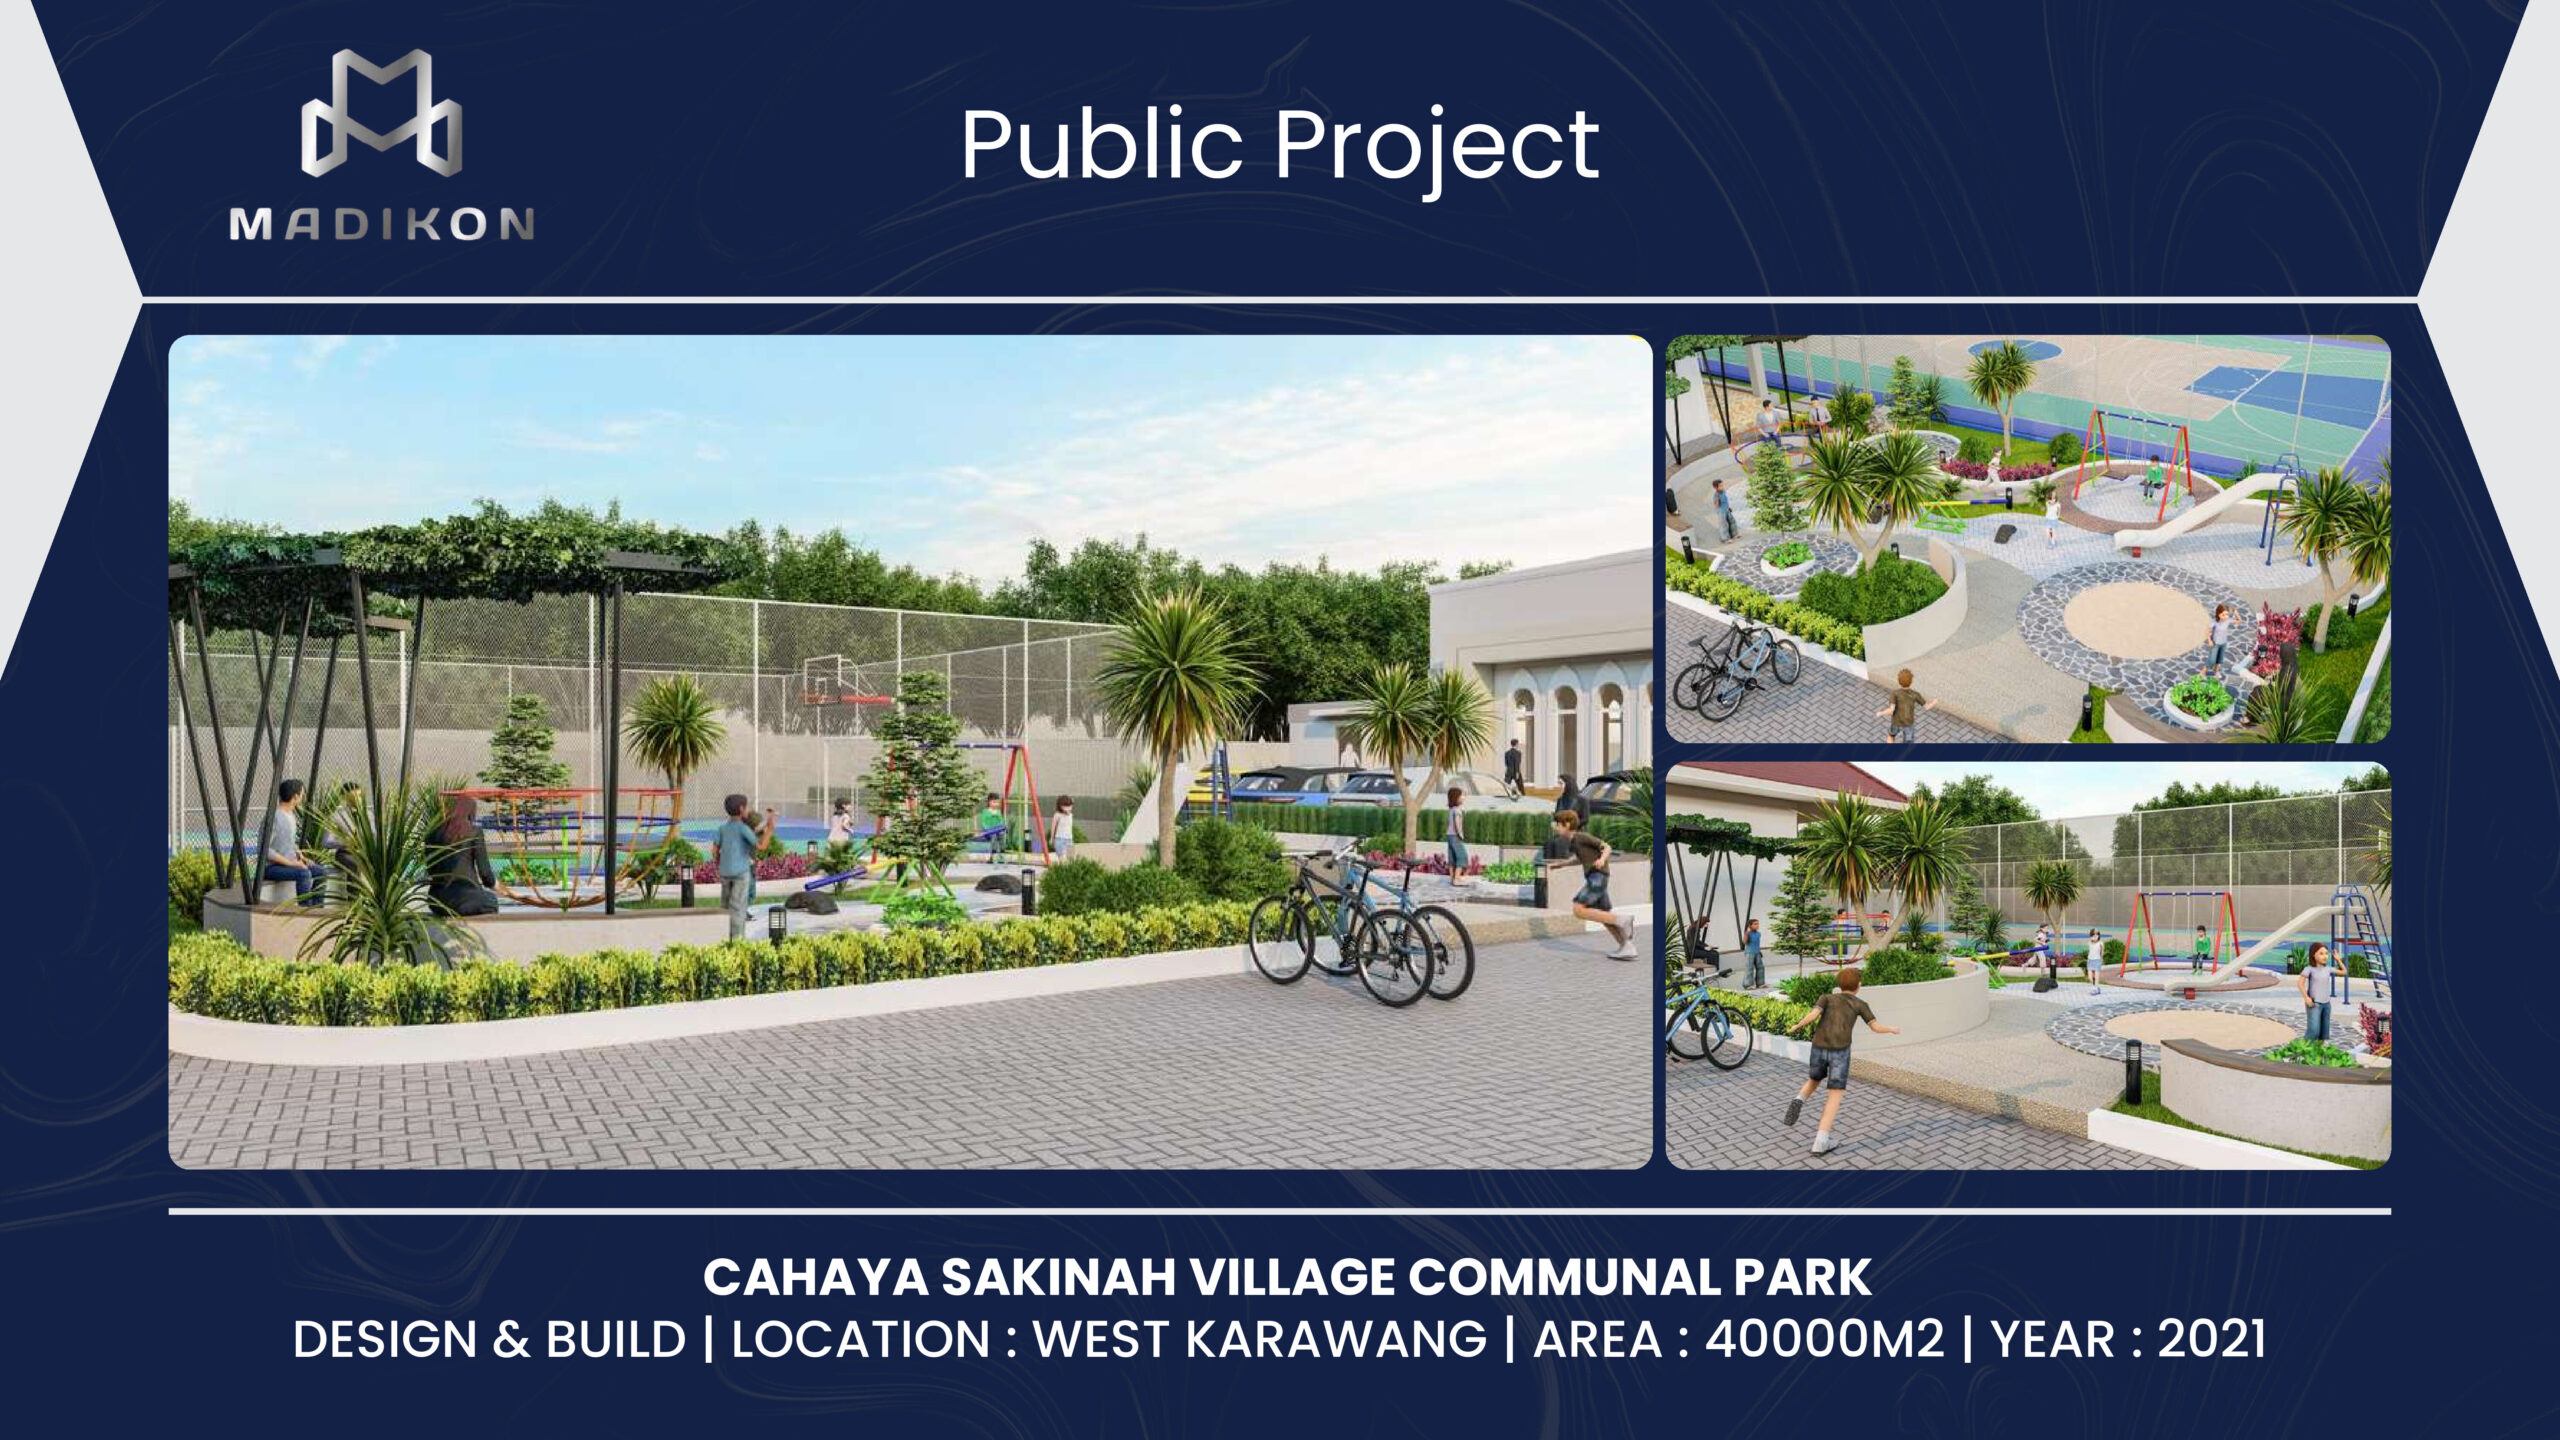 MADIKON
Public Project
CAHAYA SAKINAH VILLAGE COMMUNAL PARK
DESIGN & BUILD | LOCATION : WEST KARAWANG | AREA : 40000M2 | YEAR : 2021